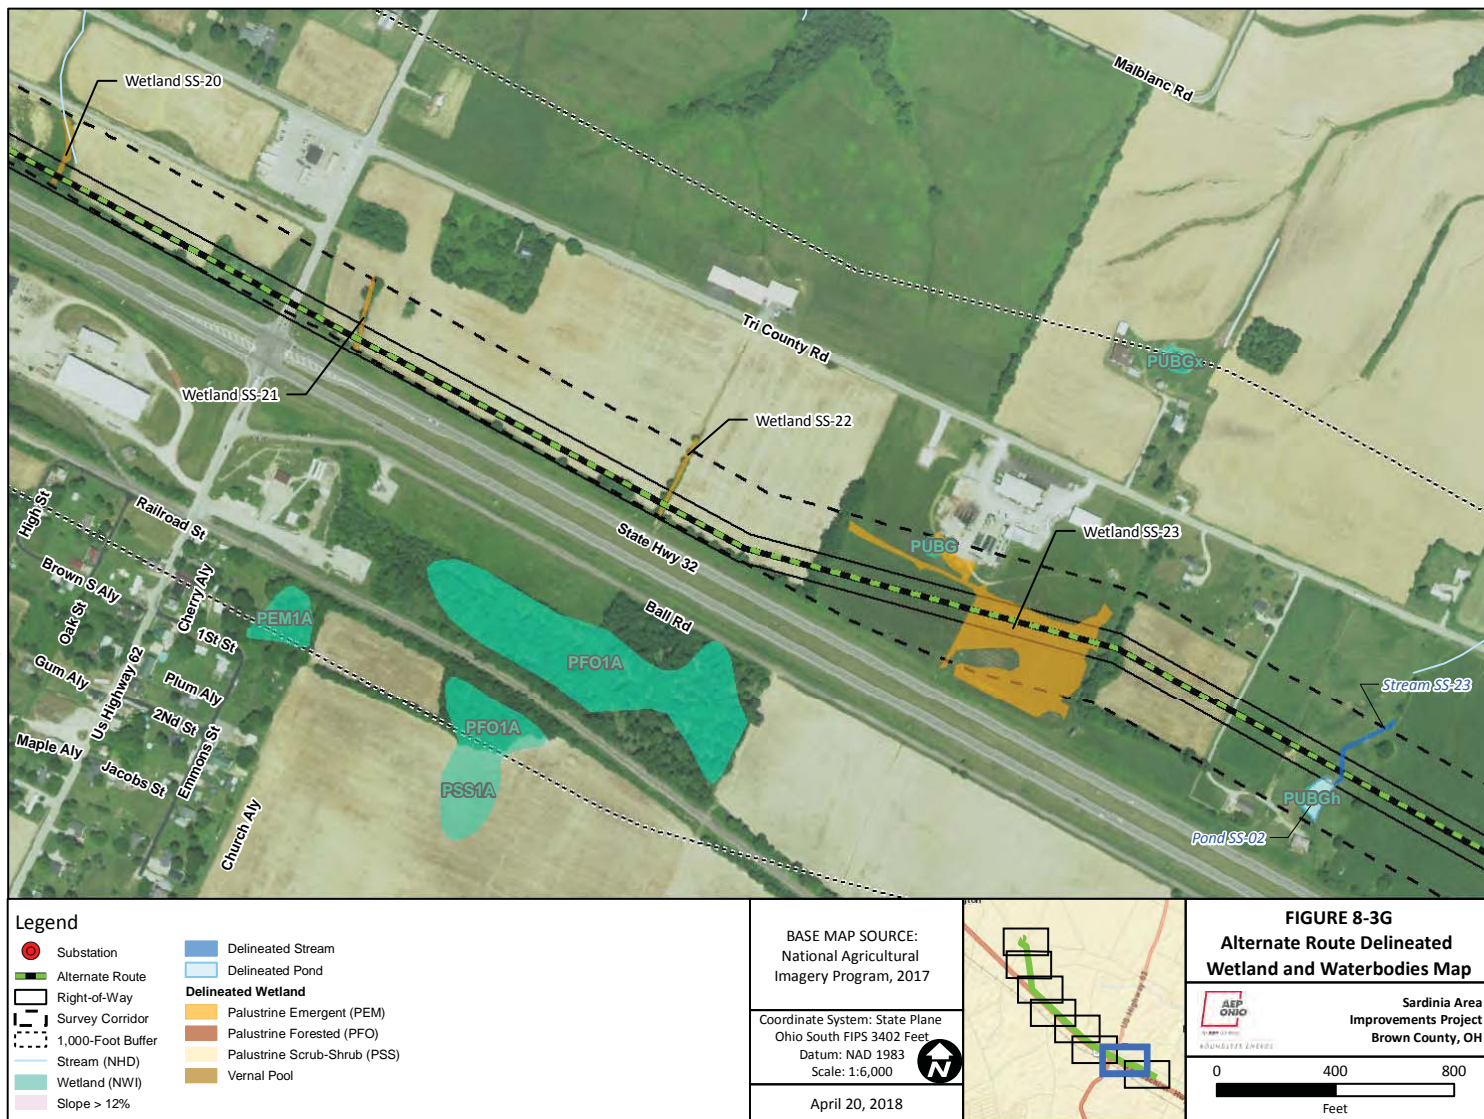 Wetland SS-20
Malblanc Rd
Tri County Rd
PUBGx
Wetland SS-21
Wetland SS-22
High St
Railroad St
State Hwy 32
PUBG
Wetland SS-23
Brown S Aly
Cherry Aly
PEM1A
Ball Rd
Oak St
1St St
PFO1A
Gum Aly
Us Highway 62
Plum Aly
Stream SS-23
2Nd St
PFO1A
Maple Aly
Emmons St
Jacobs St
PSS1A
PUBGh
Church Aly
Pond SS-02
Legend
Substation
Alternate Route
Right-of-Way
Survey Corridor
1,000-Foot Buffer
Stream (NHD)
Wetland (NWI)
Slope > 12%
Delineated Stream
Delineated Pond
Delineated Wetland
Palustrine Emergent (PEM)
Palustrine Forested (PFO)
Palustrine Scrub-Shrub (PSS)
Vernal Pool
BASE MAP SOURCE:
National Agricultural
Imagery Program, 2017
Coordinate System: State Plane
Ohio South FIPS 3402 Feet
Datum: NAD 1983
Scale: 1:6,000
N
April 20, 2018
US Highway 62
FIGURE 8-3G
Alternate Route Delineated
Wetland and Waterbodies Map
AEP
OHIO
BOUNDLESS ENERGY
Sardinia Area
Improvements Project
Brown County, OH
0 400 800
Feet